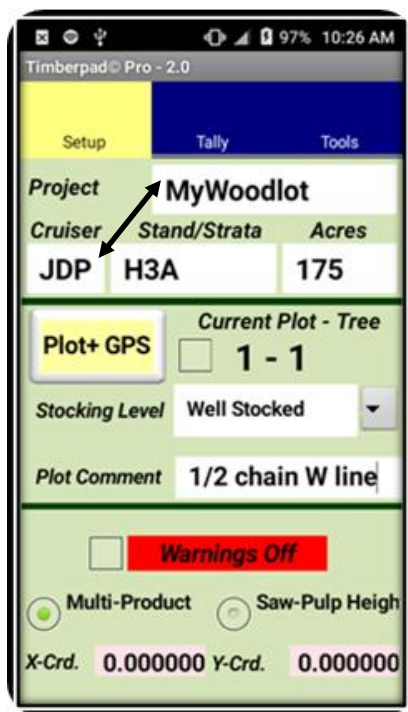 97% 10:26 AM
Timberpad© Pro - 2.0
Setup Tally Tools
Project MyWoodlot
Cruiser Stand/Strata Acres
JDP H3A 175
Plot+ GPS Current Plot - Tree
1 - 1
Stocking Level Well Stocked
Plot Comment 1/2 chain W line
Warnings Off
Multi-Product Saw-Pulp Heigh
X-Crd. 0.000000 Y-Crd. 0.000000